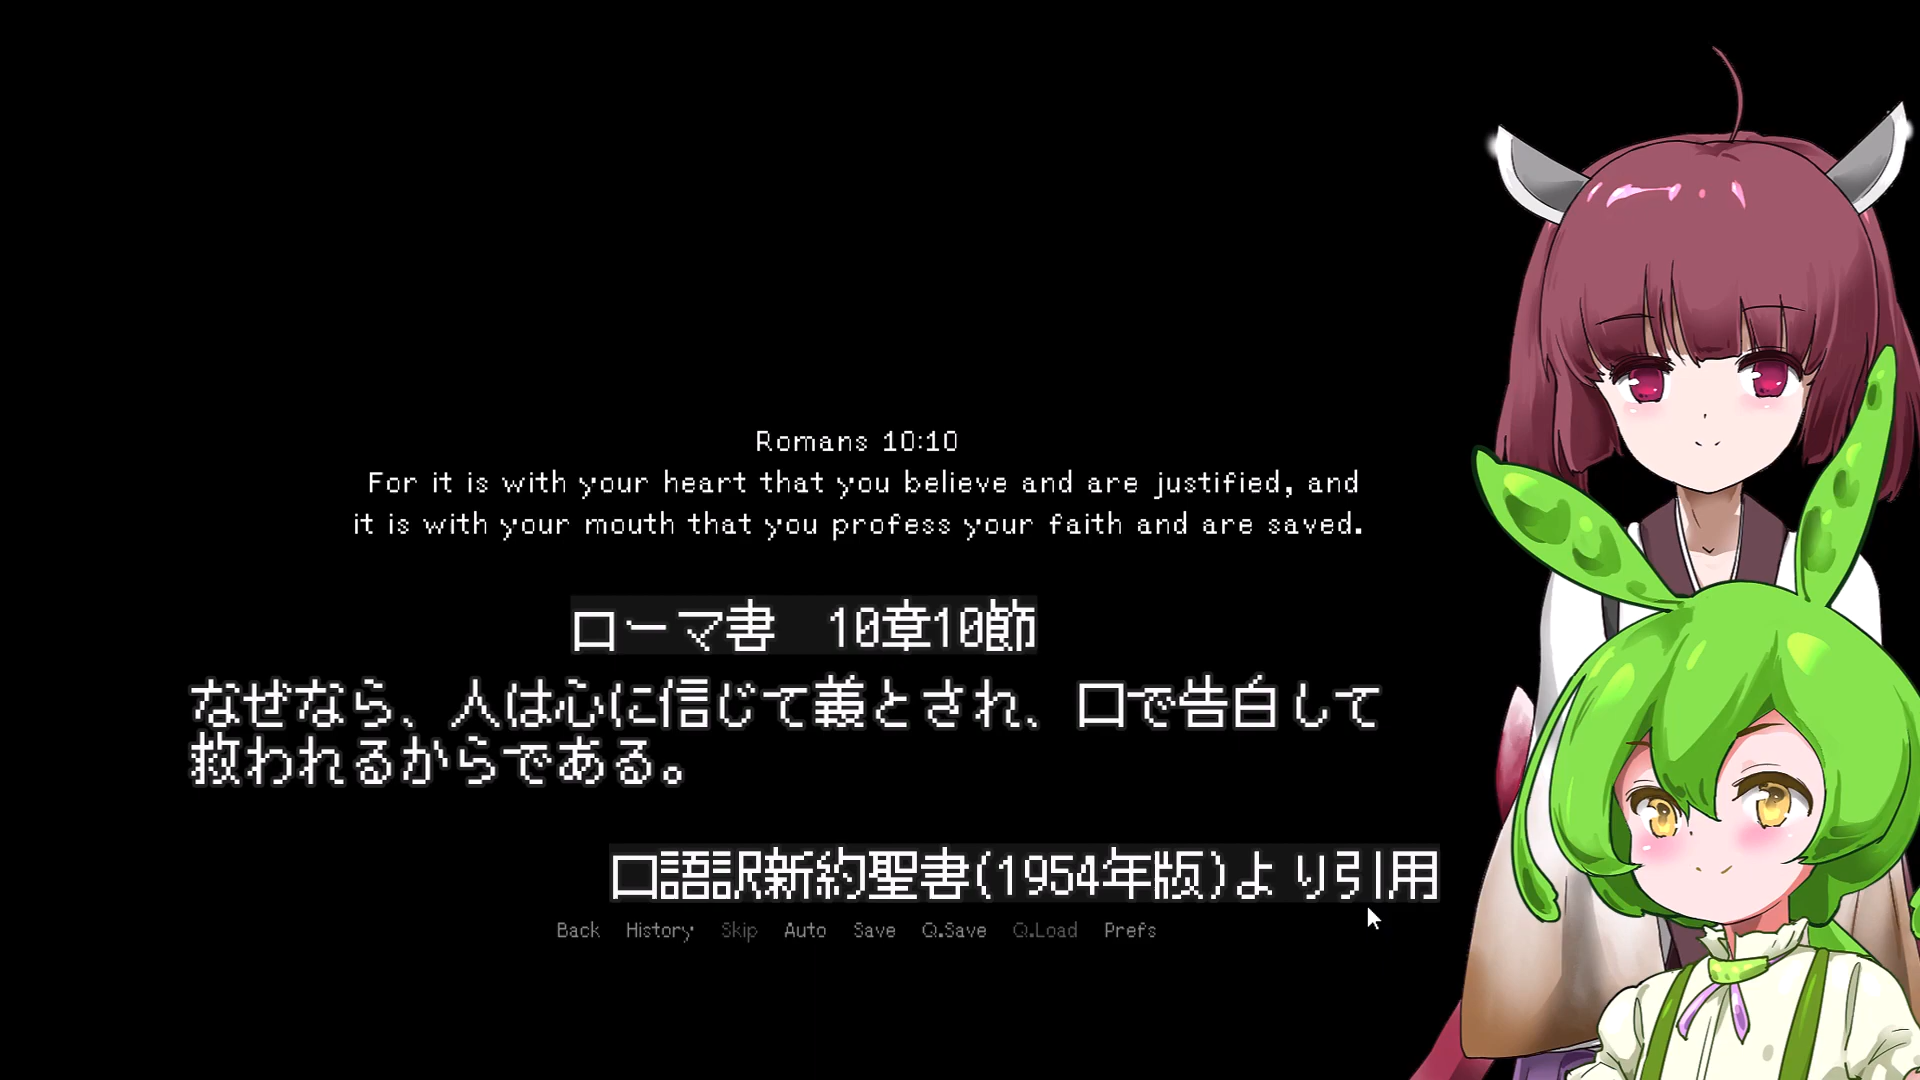 Romans 10:10
For it is with your heart that you believe and are justified, and
it is with your mouth that you profess your faith and are saved.
ローマ書　10章10節
なぜなら、人は心に信じて義とされ、口で告白して
救われるからである。
口語訳新約聖書(1954年版)より引用
Back History Skip Auto Save Q.Save Q.Load Prefs